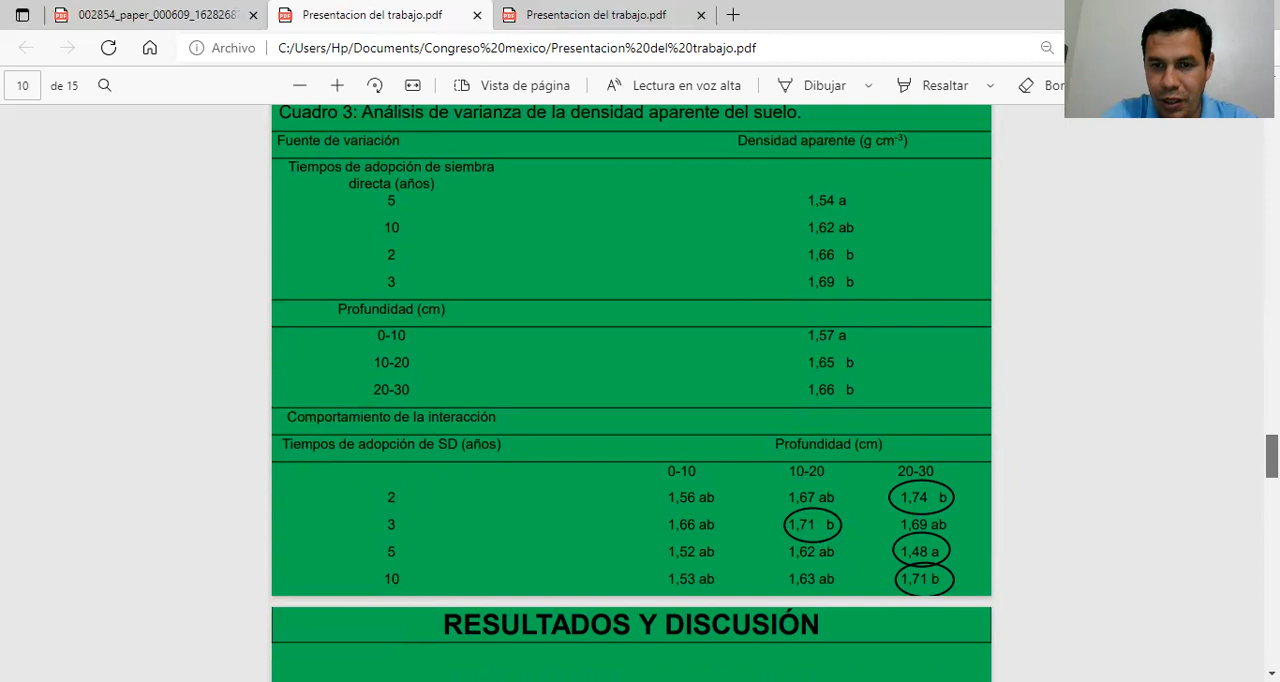 002854_paper_000609_16282687
Presentacion del trabajo.pdf
Presentacion del trabajo.pdf
Archivo
C:/Users/Hp/Documents/Congreso%20mexico/Presentacion%20del%20trabajo.pdf
10 de 15
Vista de página
Lectura en voz alta
Dibujar
Resaltar
Bor
Cuadro 3: Análisis de varianza de la densidad aparente del suelo.
Fuente de variación Densidad aparente (g cm-3)
Tiempos de adopción de siembra
directa (años)
5 1,54 a
10 1,62 ab
2 1,66 b
3 1,69 b
Profundidad (cm)
0-10 1,57 a
10-20 1,65 b
20-30 1,66 b
Comportamiento de la interacción
Tiempos de adopción de SD (años) Profundidad (cm)
0-10 10-20 20-30
2 1,56 ab 1,67 ab 1,74 b
3 1,66 ab 1,71 b 1,69 ab
5 1,52 ab 1,62 ab 1,48 a
10 1,53 ab 1,63 ab 1,71 b
RESULTADOS Y DISCUSIÓN